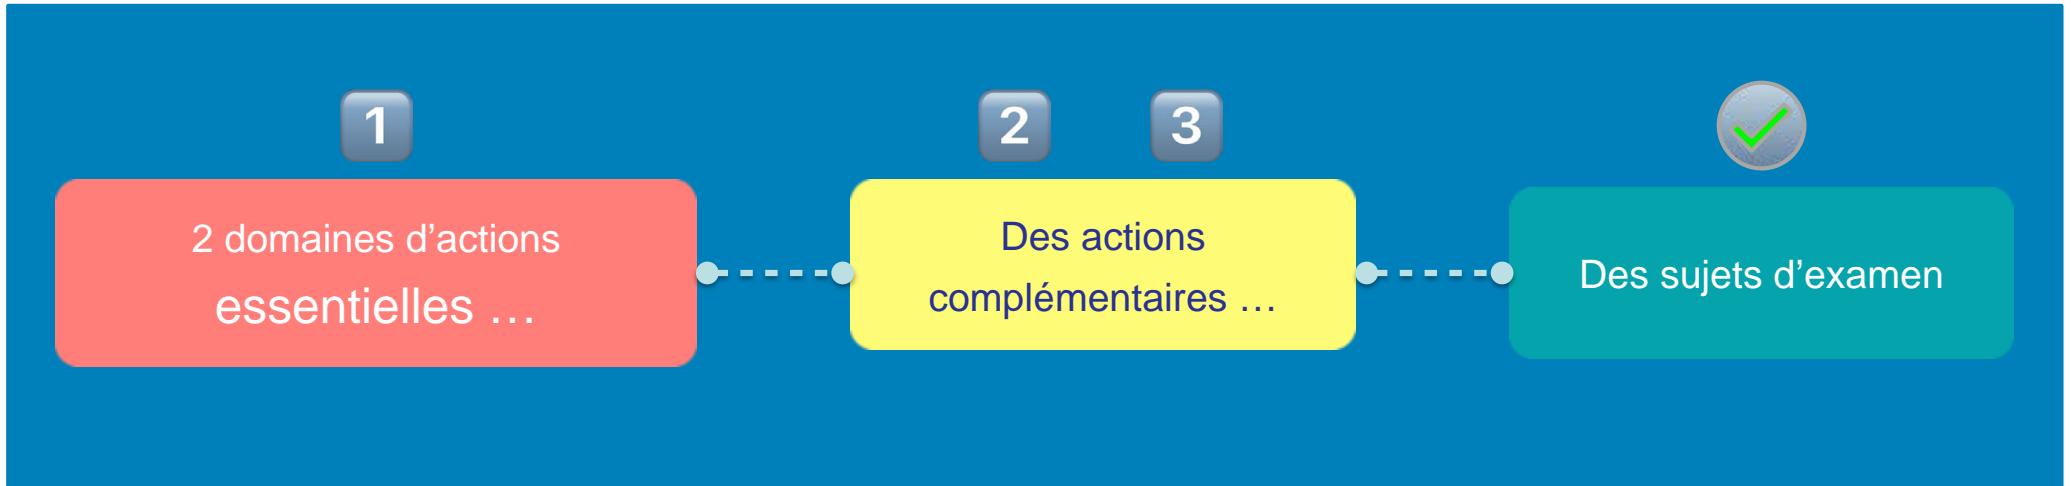 1
2 3
2 domaines d’actions
essentielles …
Des actions
complémentaires …
Des sujets d’examen